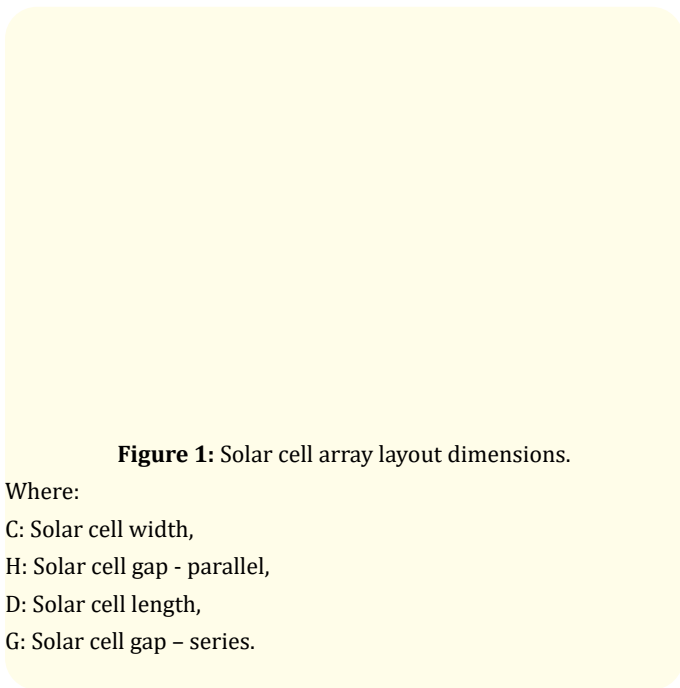 Figure 1: Solar cell array layout dimensions.
Where:
C: Solar cell width,
H: Solar cell gap - parallel,
D: Solar cell length,
G: Solar cell gap – series.